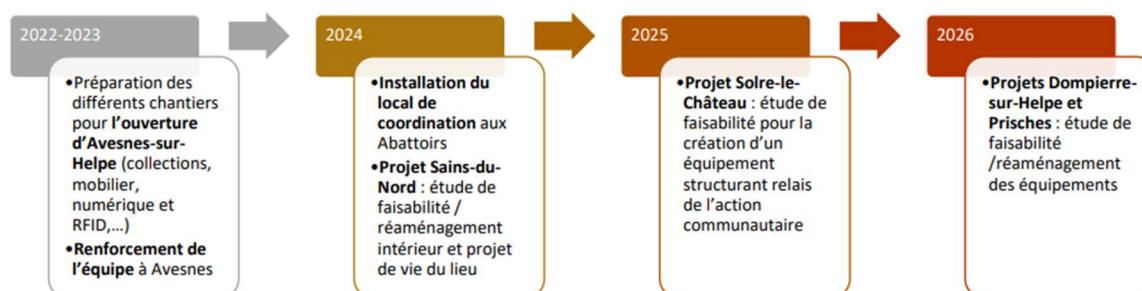 2022-2023
•Préparation des
différents chantiers
pour l'ouverture
d'Avesnes-sur-
Helpe (collections,
mobilier,
numérique et
RFID,...)
•Renforcement de
l'équipe à Avesnes
2024
•Installation du
local de
coordination aux
Abattoirs
•Projet Sains-du-
Nord : étude de
faisabilité /
réaménagement
intérieur et projet
de vie du lieu
2025
•Projet Solre-le-
Château : étude de
faisabilité pour la
création d'un
équipement
structurant relais
de l'action
communautaire
2026
•Projets Dompierre-
sur-Helpe et
Prisches : étude de
faisabilité
/réaménagement
des équipements